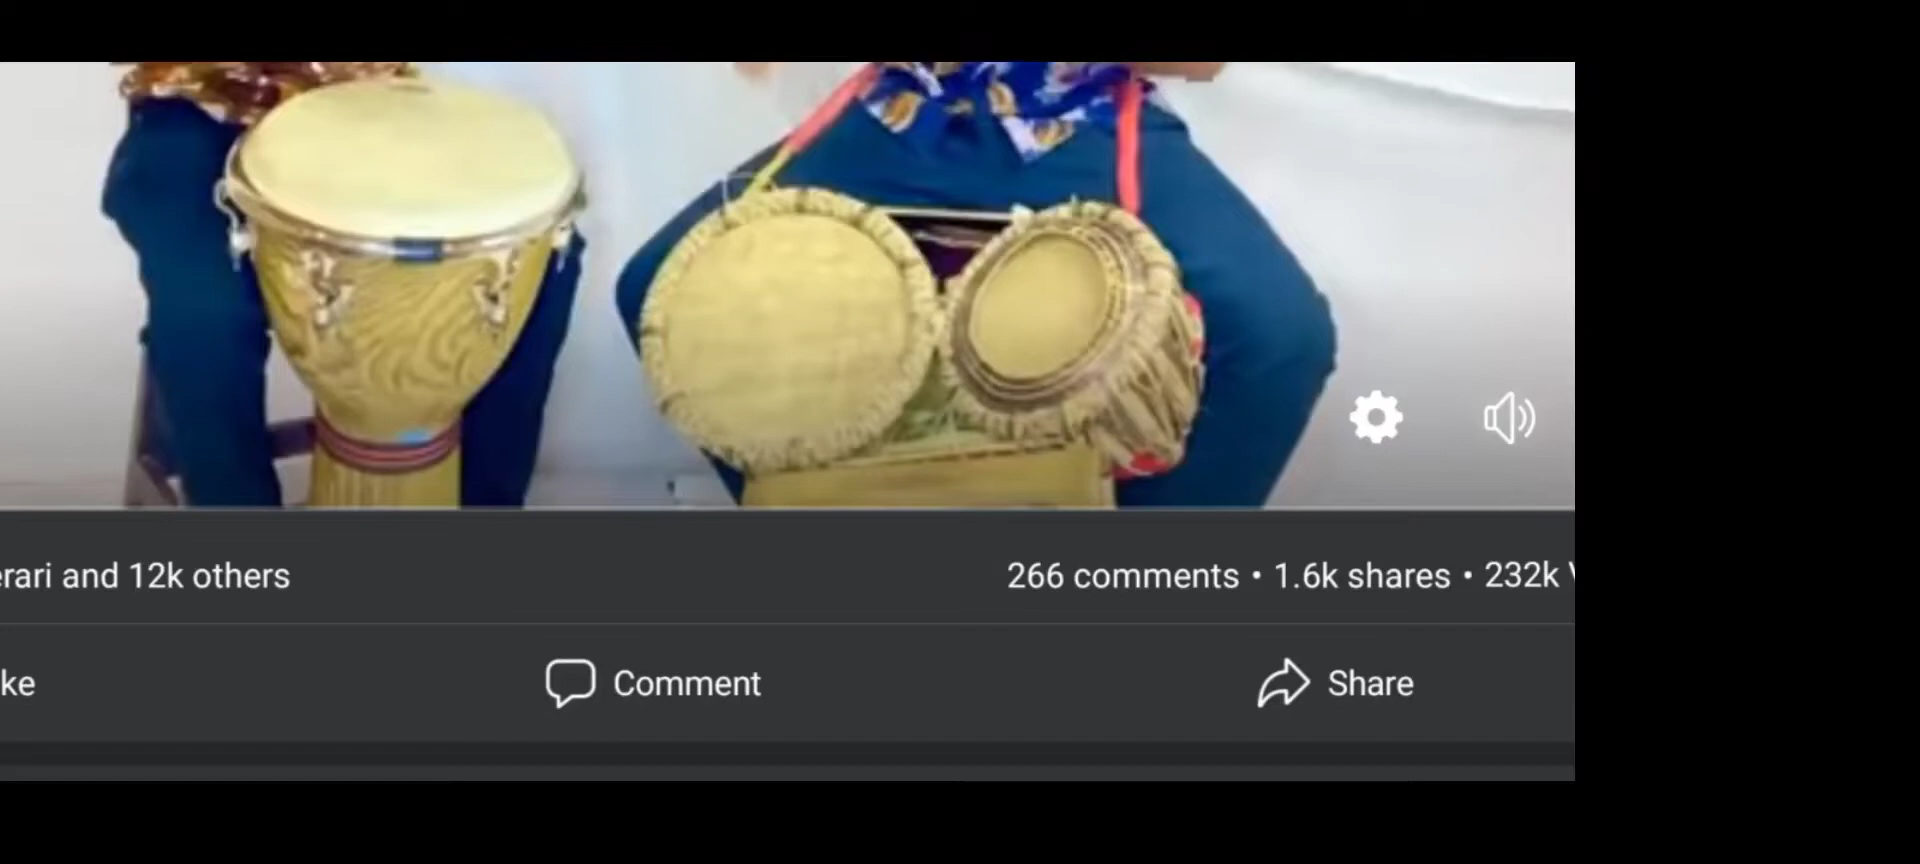 and 12k others
266 comments • 1.6k shares • 232k
Comment
Share